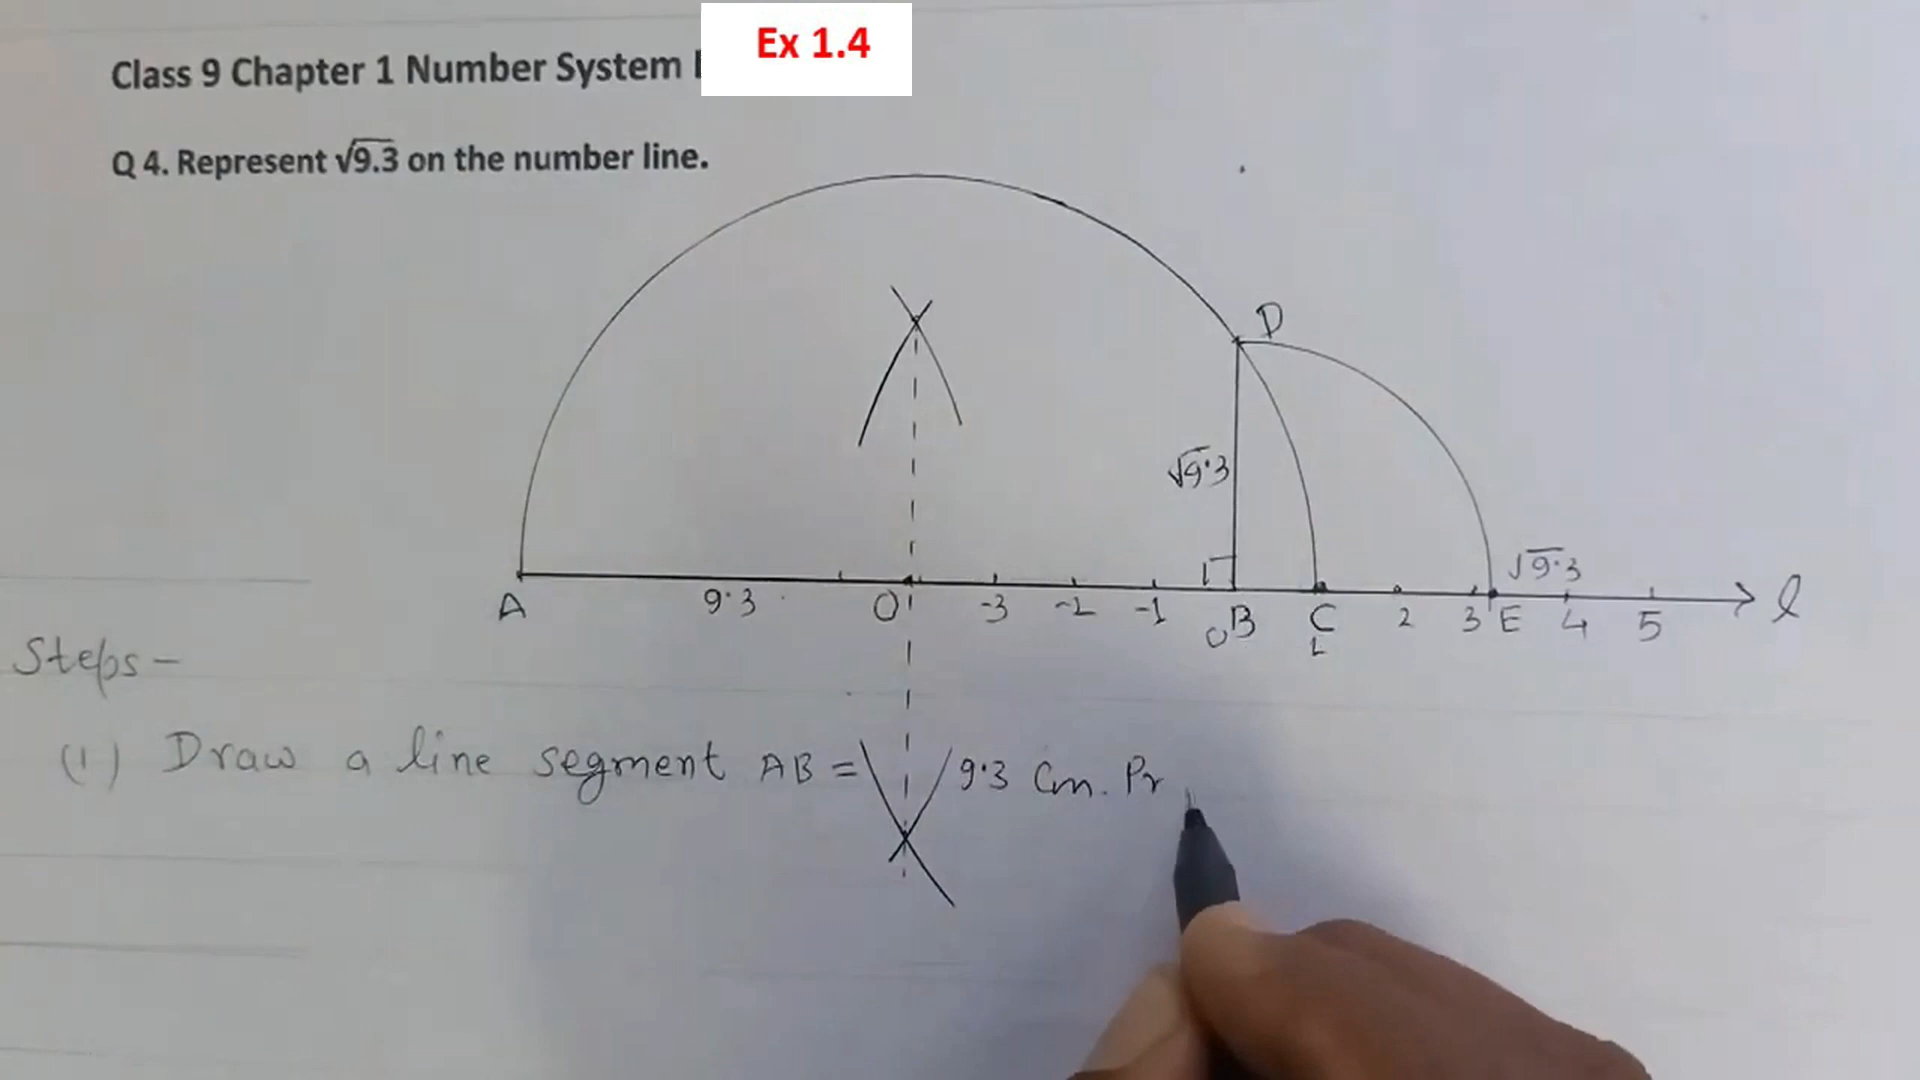 Ex 1.4
Class 9 Chapter 1 Number System
Q 4. Represent √9.3 on the number line.
D
√9.3
√9.3
A 9.3 O -3 -2 -1 B C 2 3 E 4 5 l
0 1
Steps -
(1) Draw a line segment AB = 9.3 Cm. Pr